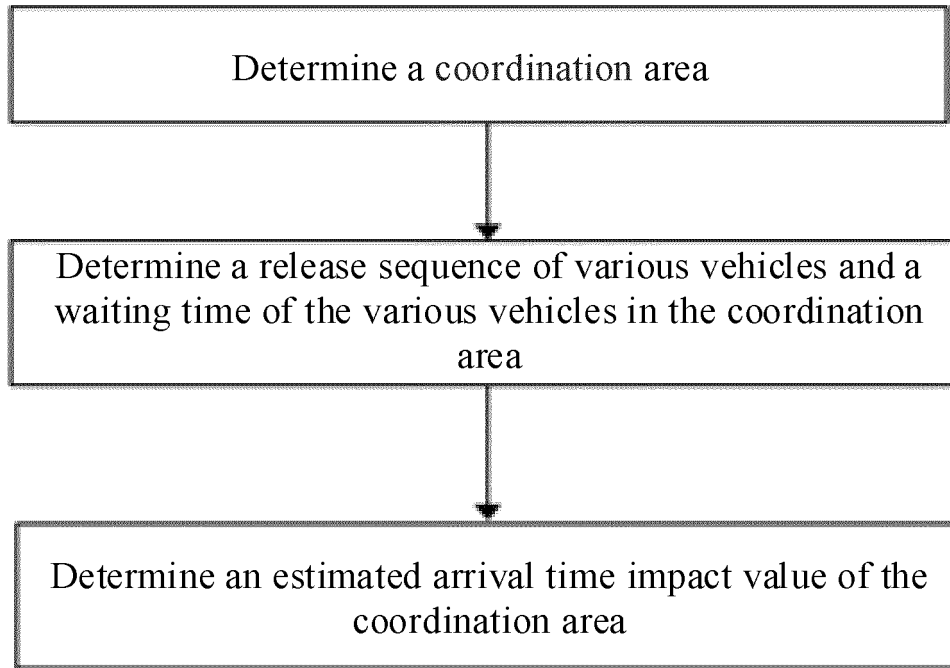 Determine a coordination area
Determine a release sequence of various vehicles and a
waiting time of the various vehicles in the coordination
area
Determine an estimated arrival time impact value of the
coordination area